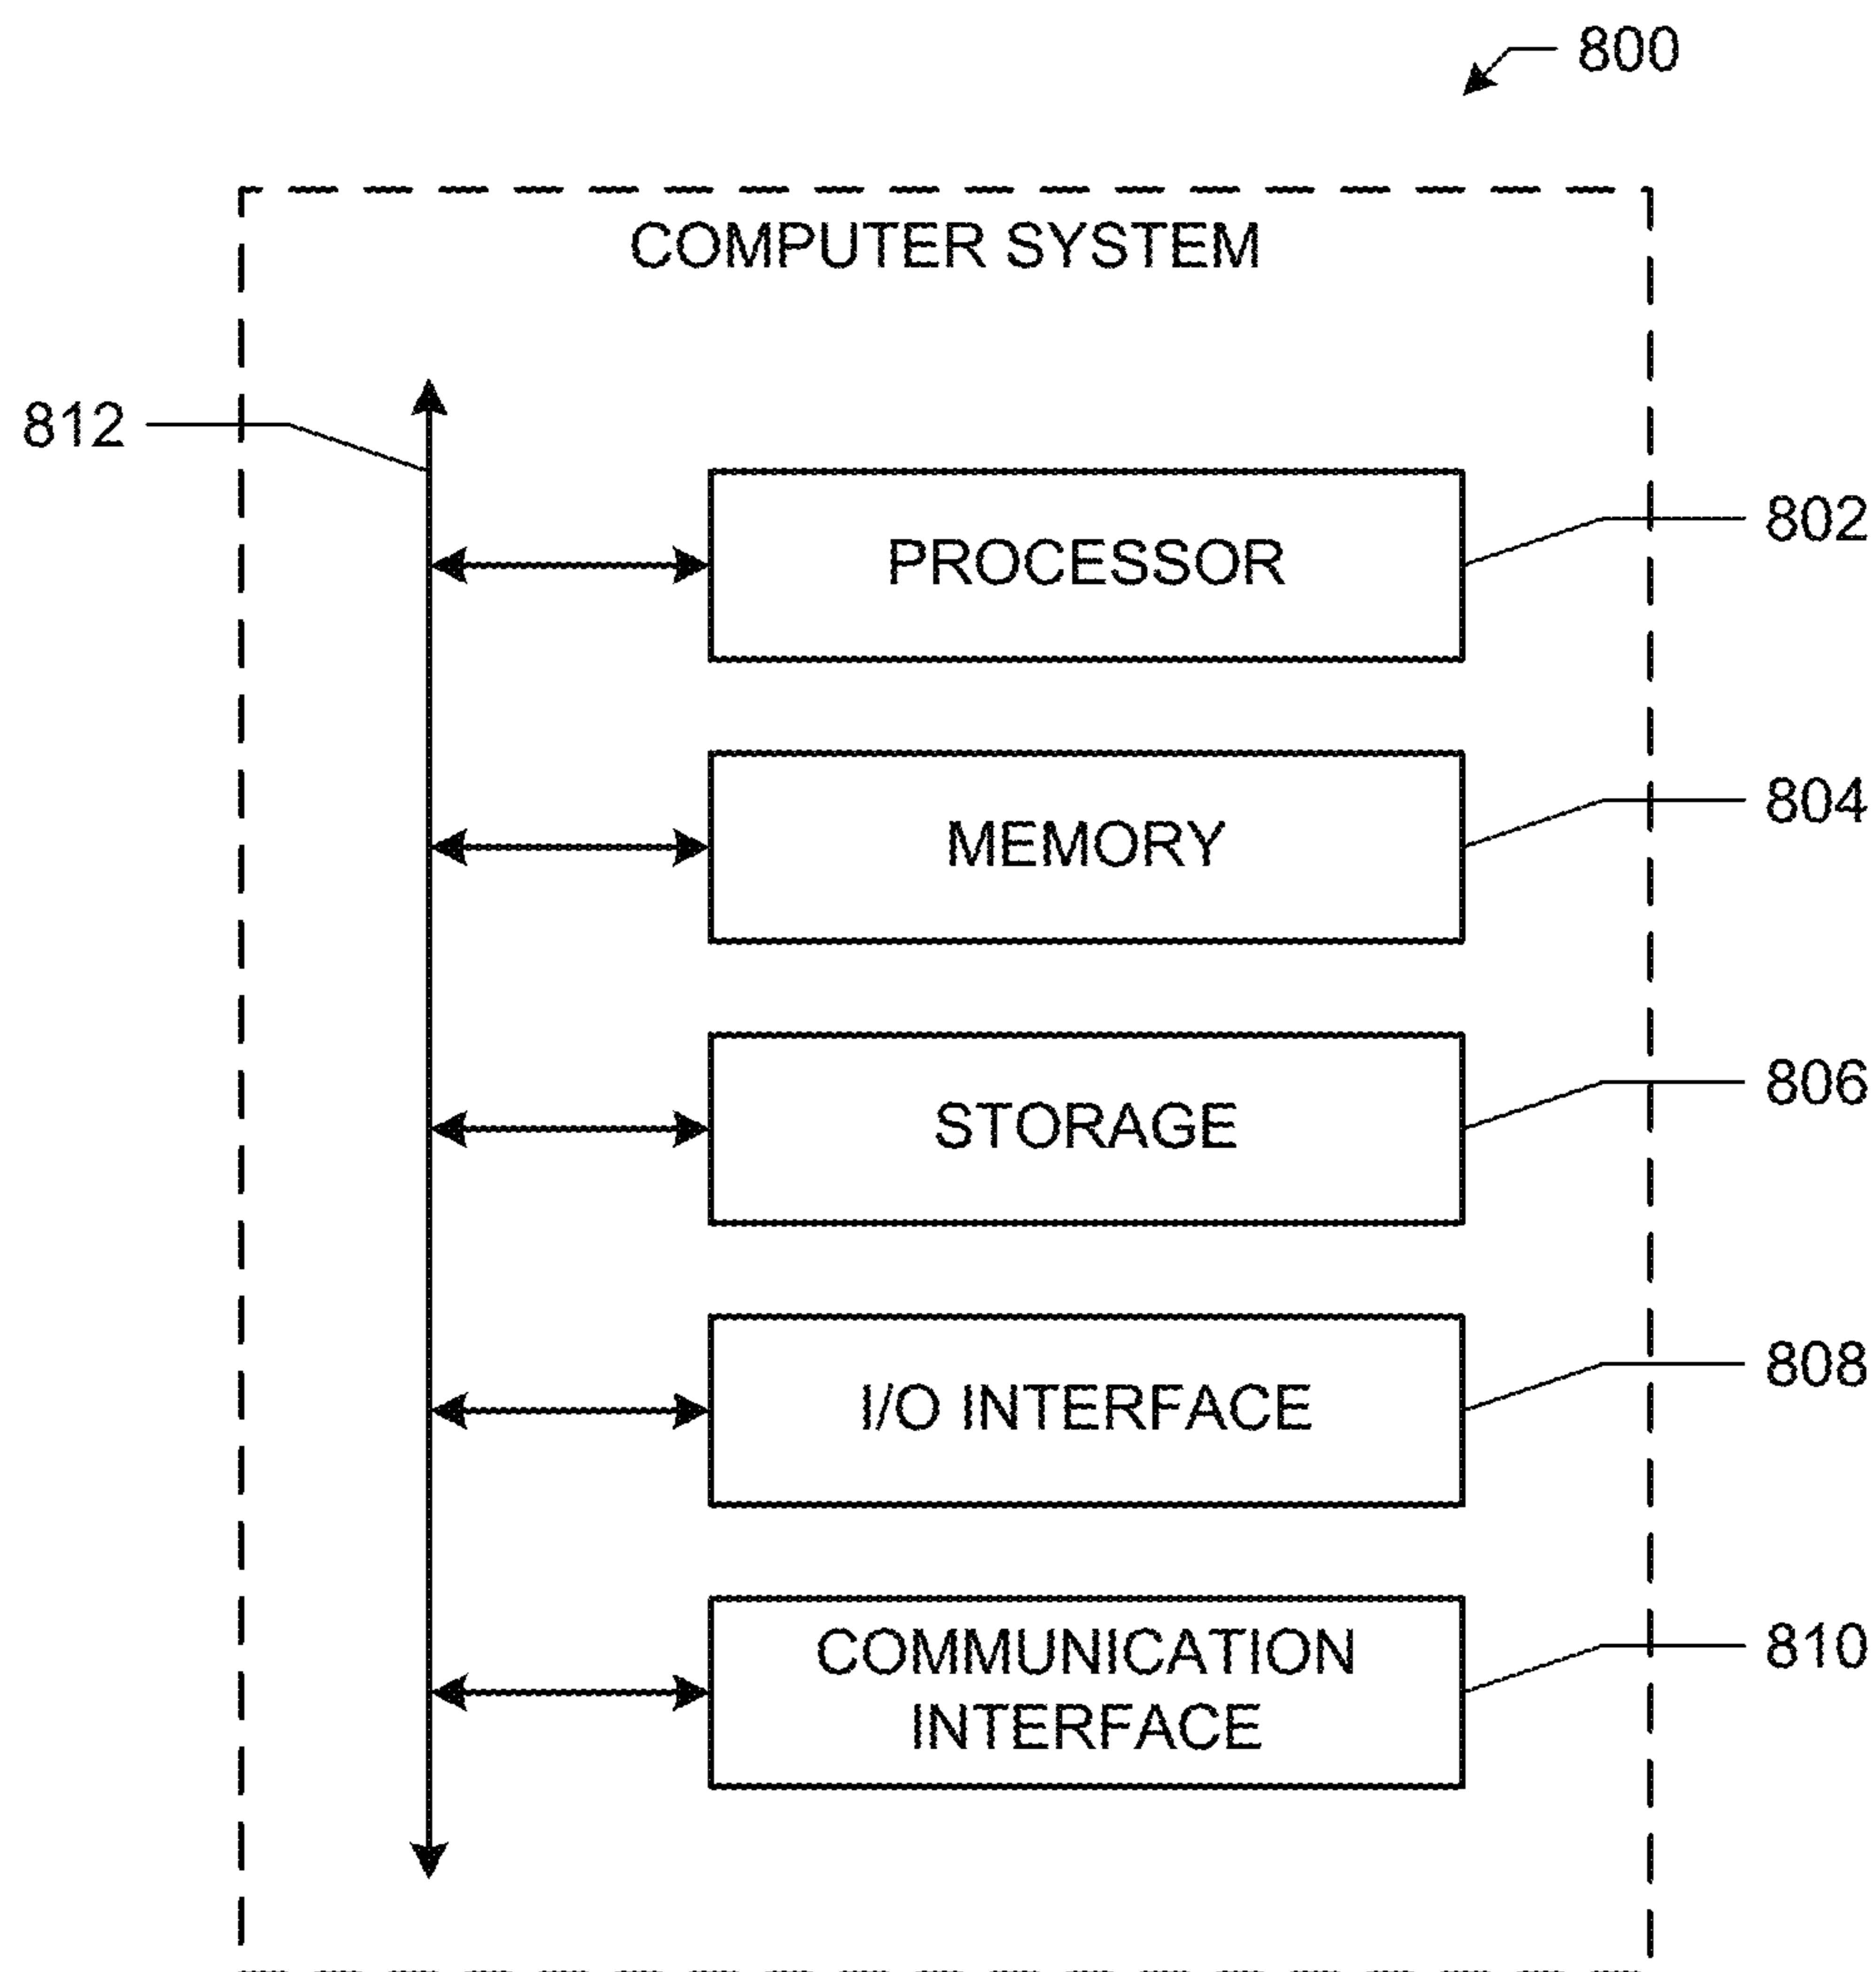 800
COMPUTER SYSTEM
812
PROCESSOR
802
MEMORY
804
STORAGE
806
I/O INTERFACE
808
COMMUNICATION
INTERFACE
810